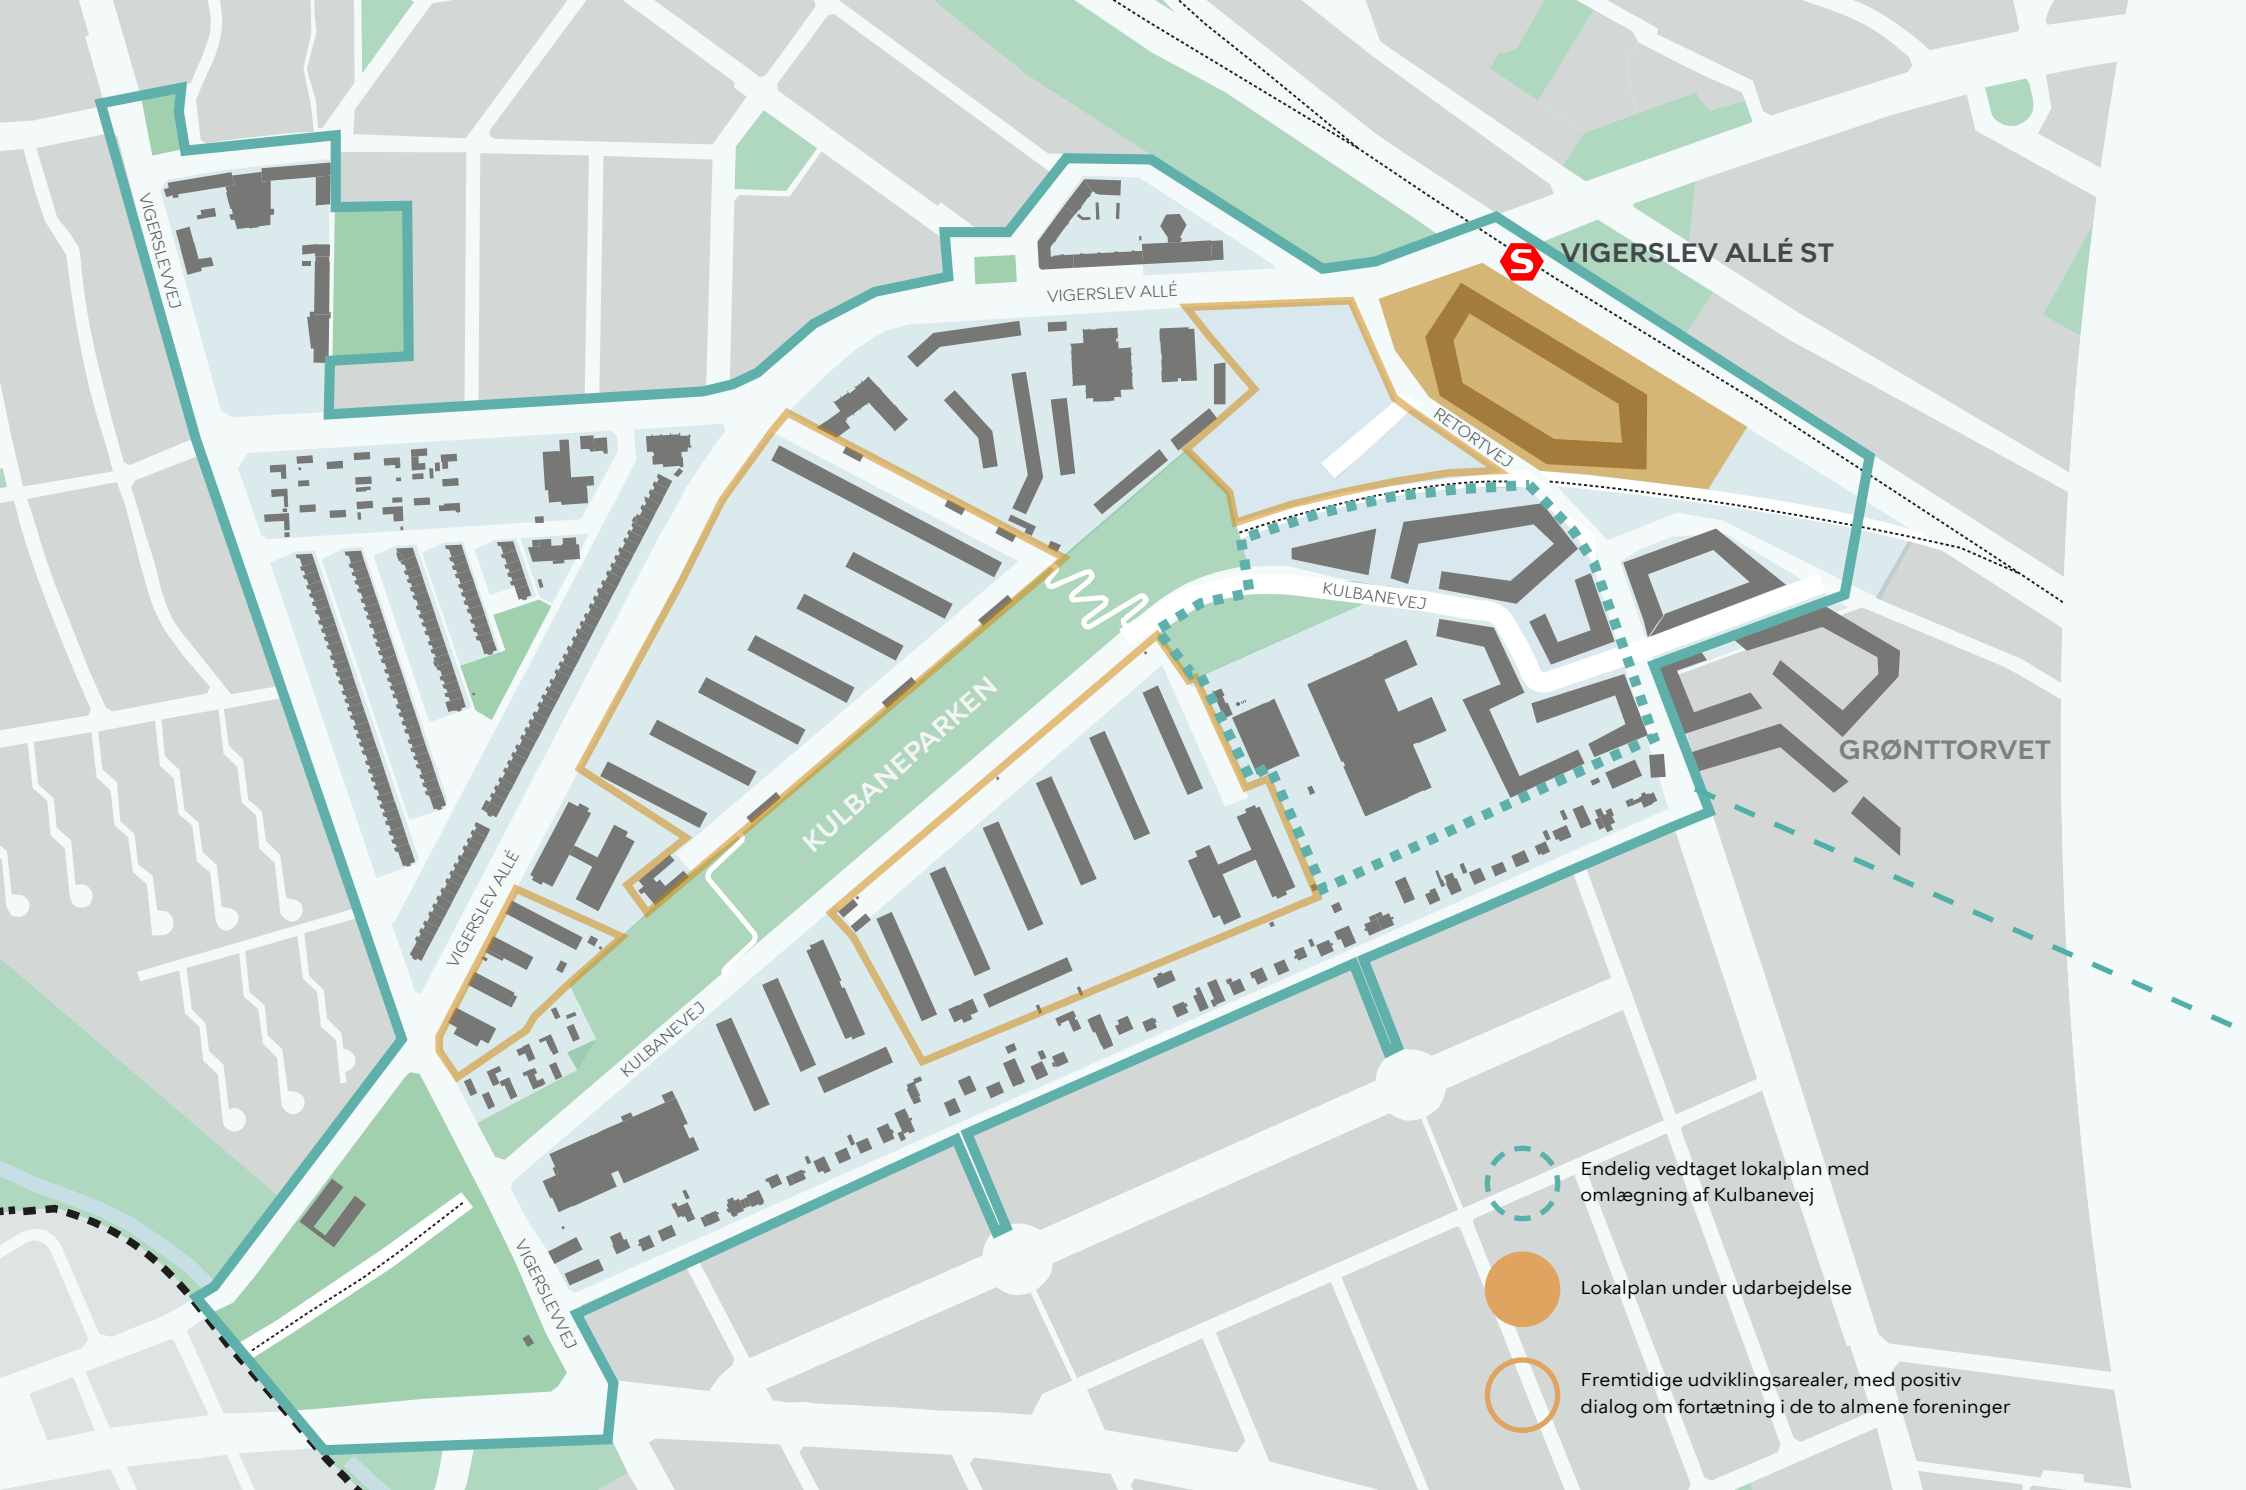 VIGERSLEVVEJ
VIGERSLEV ALLÉ
S
VIGERSLEV ALLÉ ST
RETORTVEJ
KULBANEVEJ
KULBANEPARKEN
GRØNTTORVET
VIGERSLEV ALLÉ
KULBANEVEJ
VIGERSLEVVEJ
Endelig vedtaget lokalplan med
omlægning af Kulbanevej
Lokalplan under udarbejdelse
Fremtidige udviklingsarealer, med positiv
dialog om fortætning i de to almene foreninger